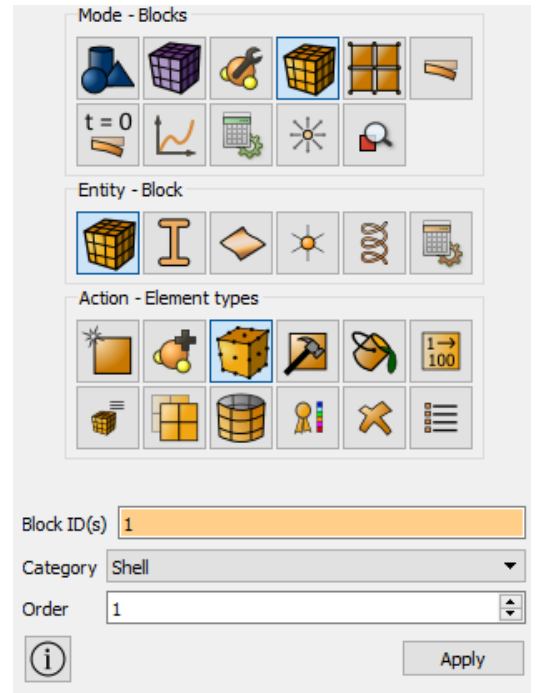 Mode - Blocks
t = 0
Entity - Block
Action - Element types
1→
100
Block ID(s) 1
Category Shell
Order 1
i
Apply